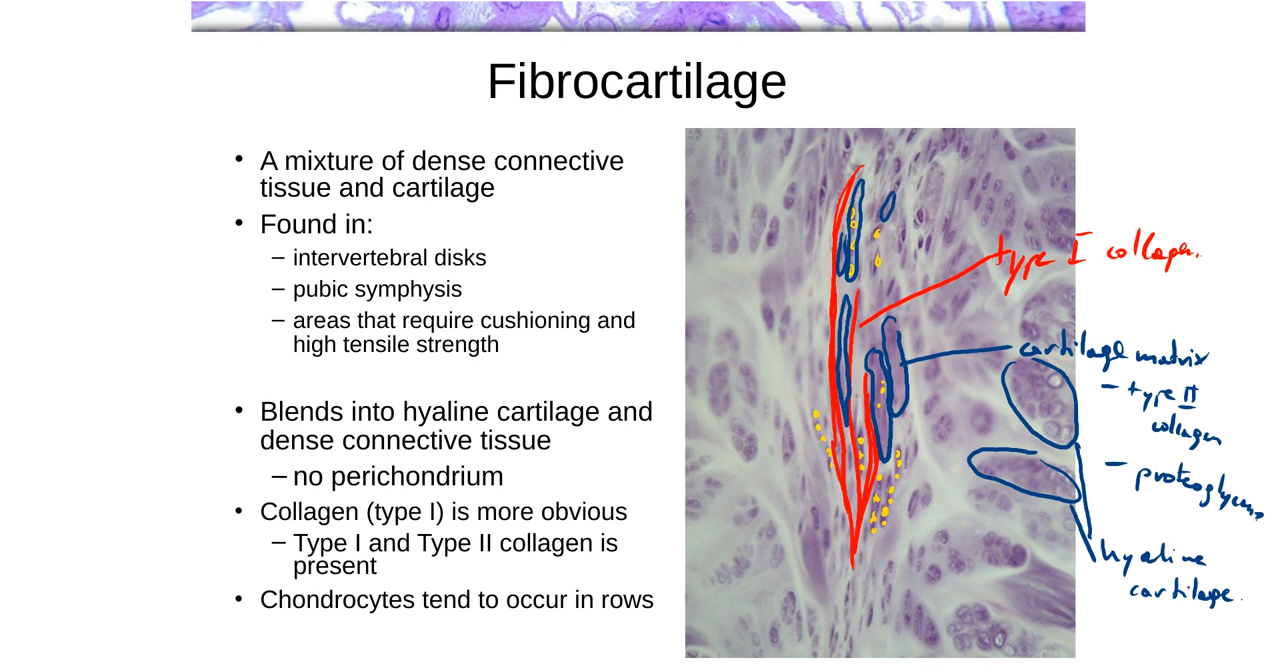 Fibrocartilage
• A mixture of dense connective
tissue and cartilage
• Found in:
– intervertebral disks
– pubic symphysis
– areas that require cushioning and
high tensile strength
• Blends into hyaline cartilage and
dense connective tissue
– no perichondrium
• Collagen (type I) is more obvious
– Type I and Type II collagen is
present
• Chondrocytes tend to occur in rows
type I collagen.
cartilage matrix
– type II
collagen
– proteoglycans
hyaline
cartilage.